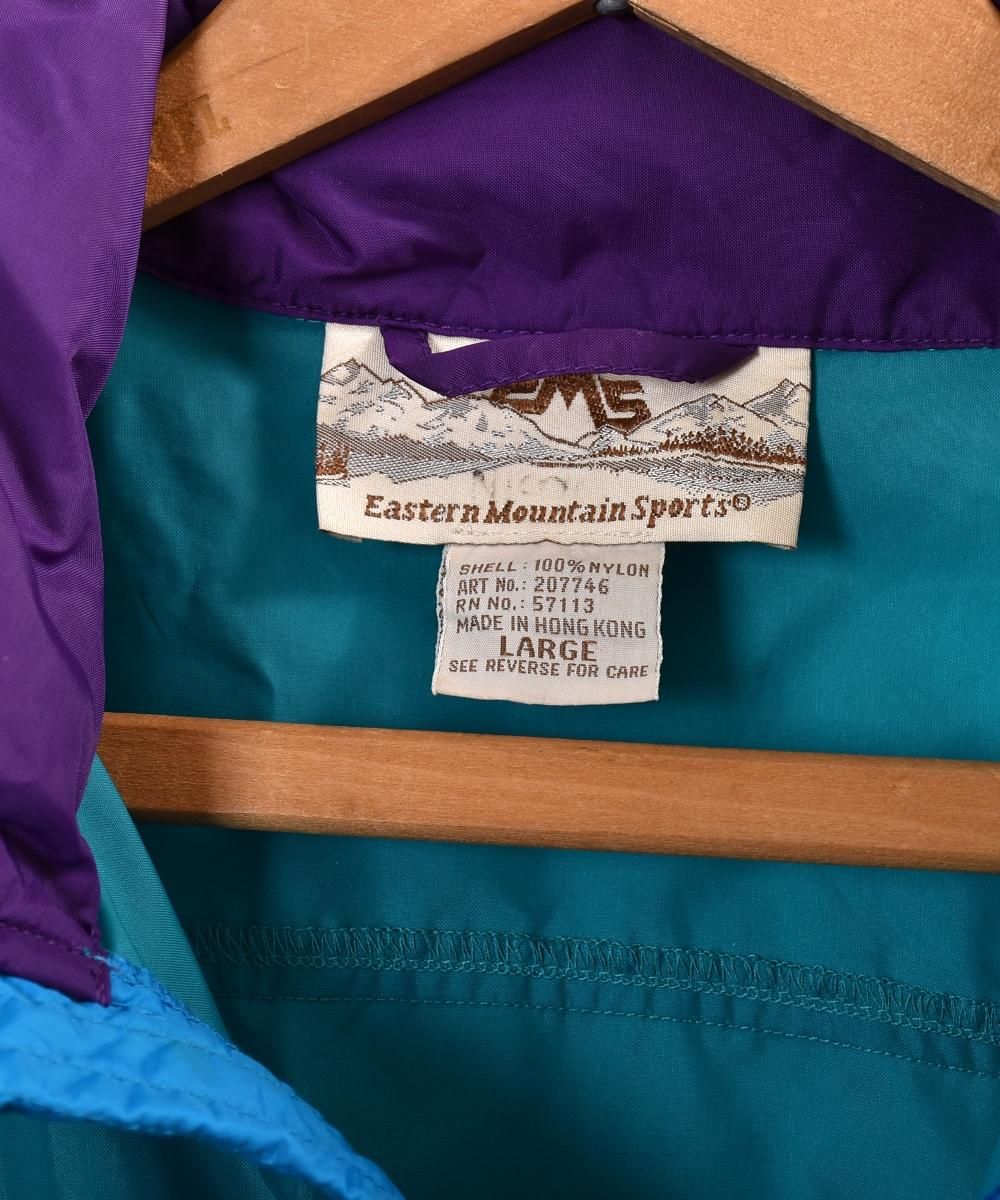 EMS
Eastern Mountain Sports®
SHELL : 100% NYLON
ART No.: 207746
RN No.: 57113
MADE IN HONG KONG
LARGE
SEE REVERSE FOR CARE